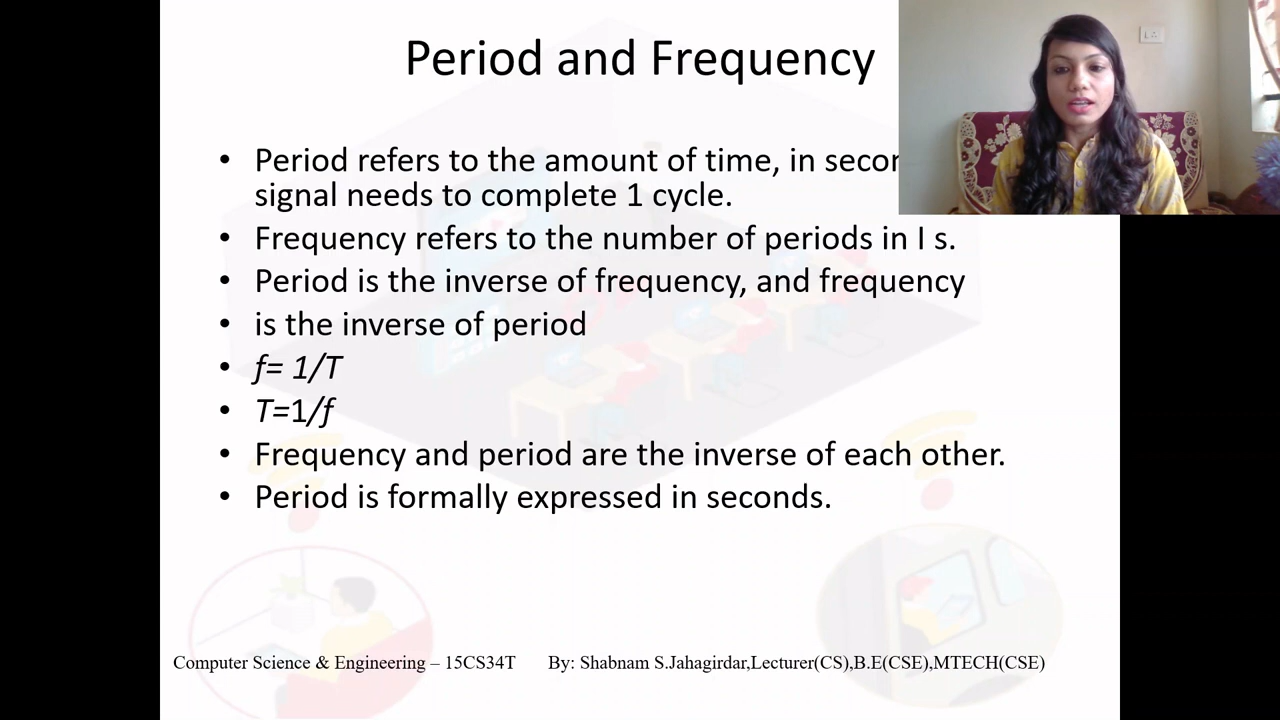 Period and Frequency
• Period refers to the amount of time, in
signal needs to complete 1 cycle.
• Frequency refers to the number of periods in I s.
• Period is the inverse of frequency, and frequency
• is the inverse of period
• f= 1/T
• T=1/f
• Frequency and period are the inverse of each other.
• Period is formally expressed in seconds.
Computer Science & Engineering – 15CS34T By: Shabnam S.Jahagirdar,Lecturer(CS),B.E(CSE),MTECH(CSE)